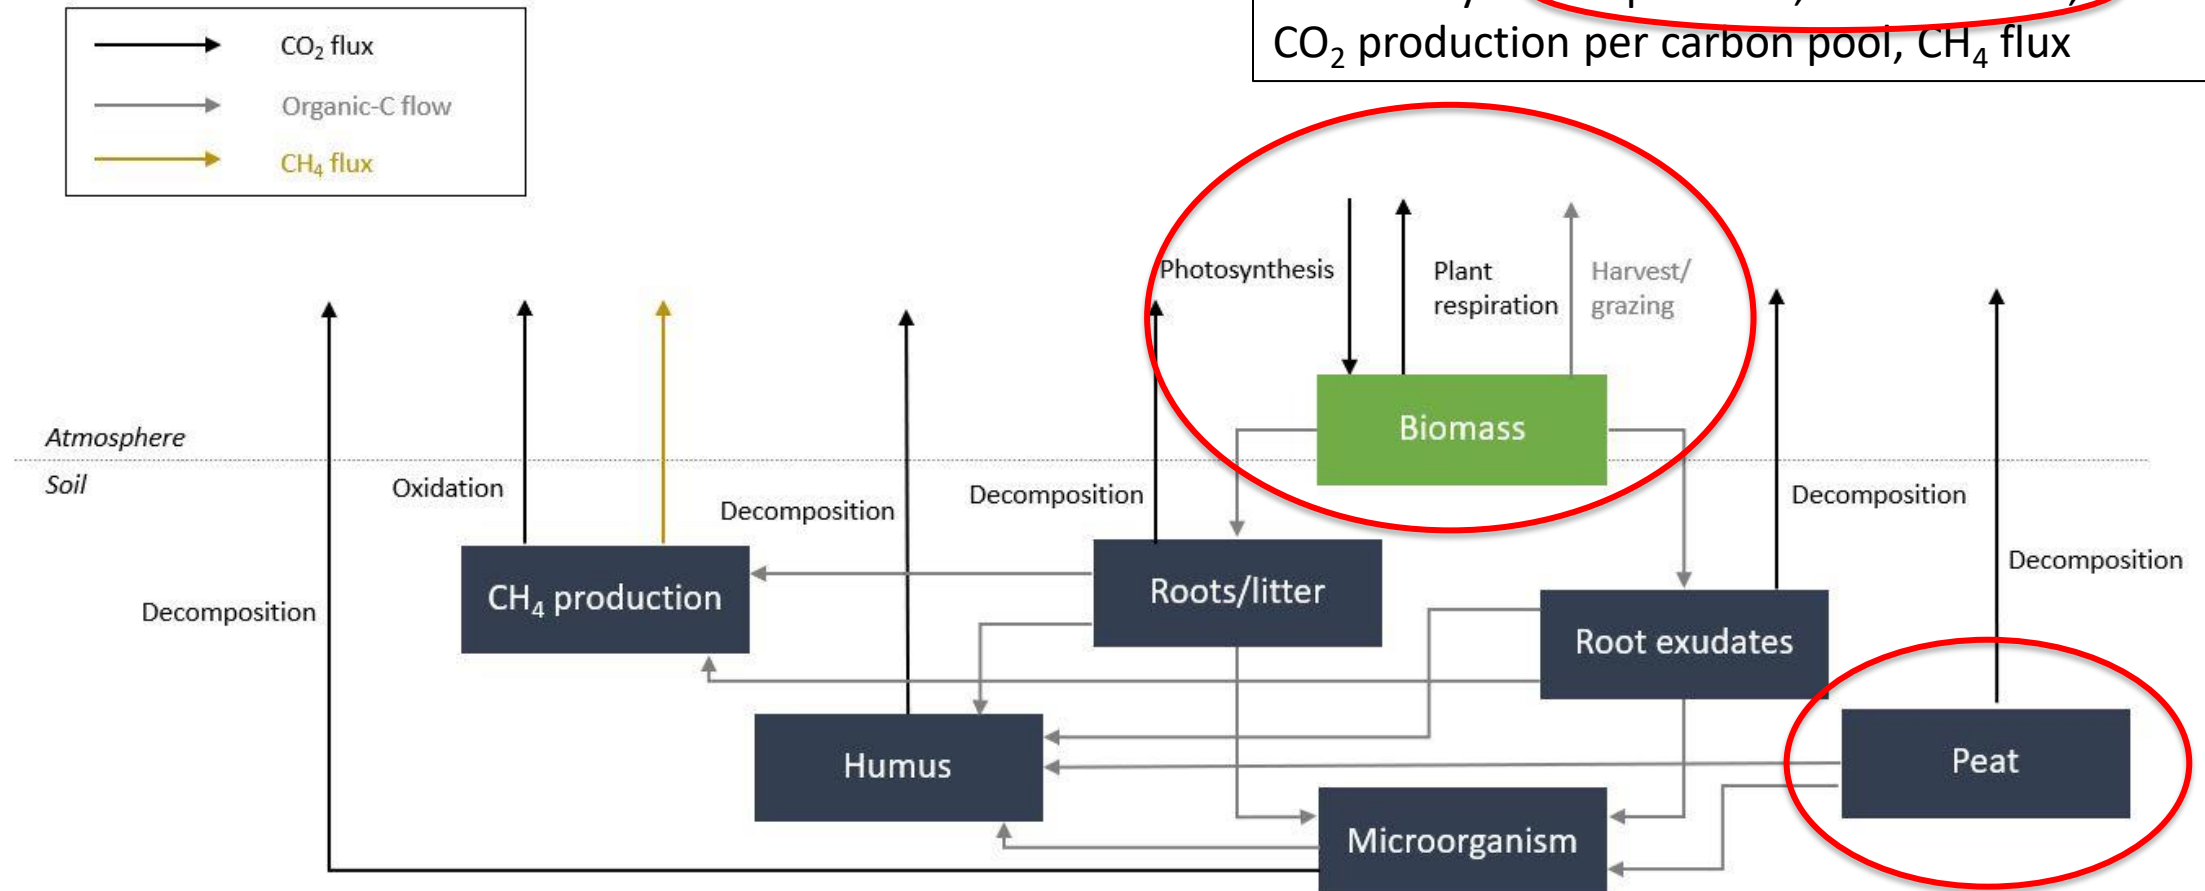 CO₂ production per carbon pool, CH₄ flux
CO₂ flux
Organic-C flow
CH₄ flux
Photosynthesis
Plant
respiration
Harvest/
grazing
Atmosphere
Soil
Biomass
Oxidation
Decomposition
Decomposition
Decomposition
Decomposition
Decomposition
CH₄ production
Roots/litter
Root exudates
Humus
Peat
Microorganism